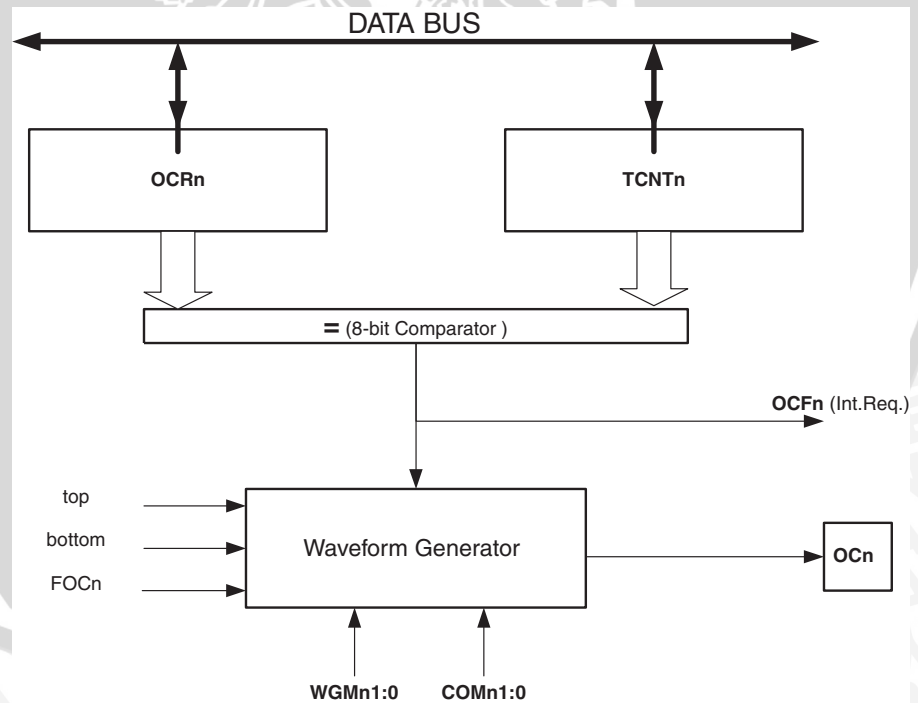 DATA BUS
OCRn
TCNTn
= (8-bit Comparator )
OCFn (Int.Req.)
top
bottom
FOCn
Waveform Generator
OCn
WGMn1:0
COMn1:0